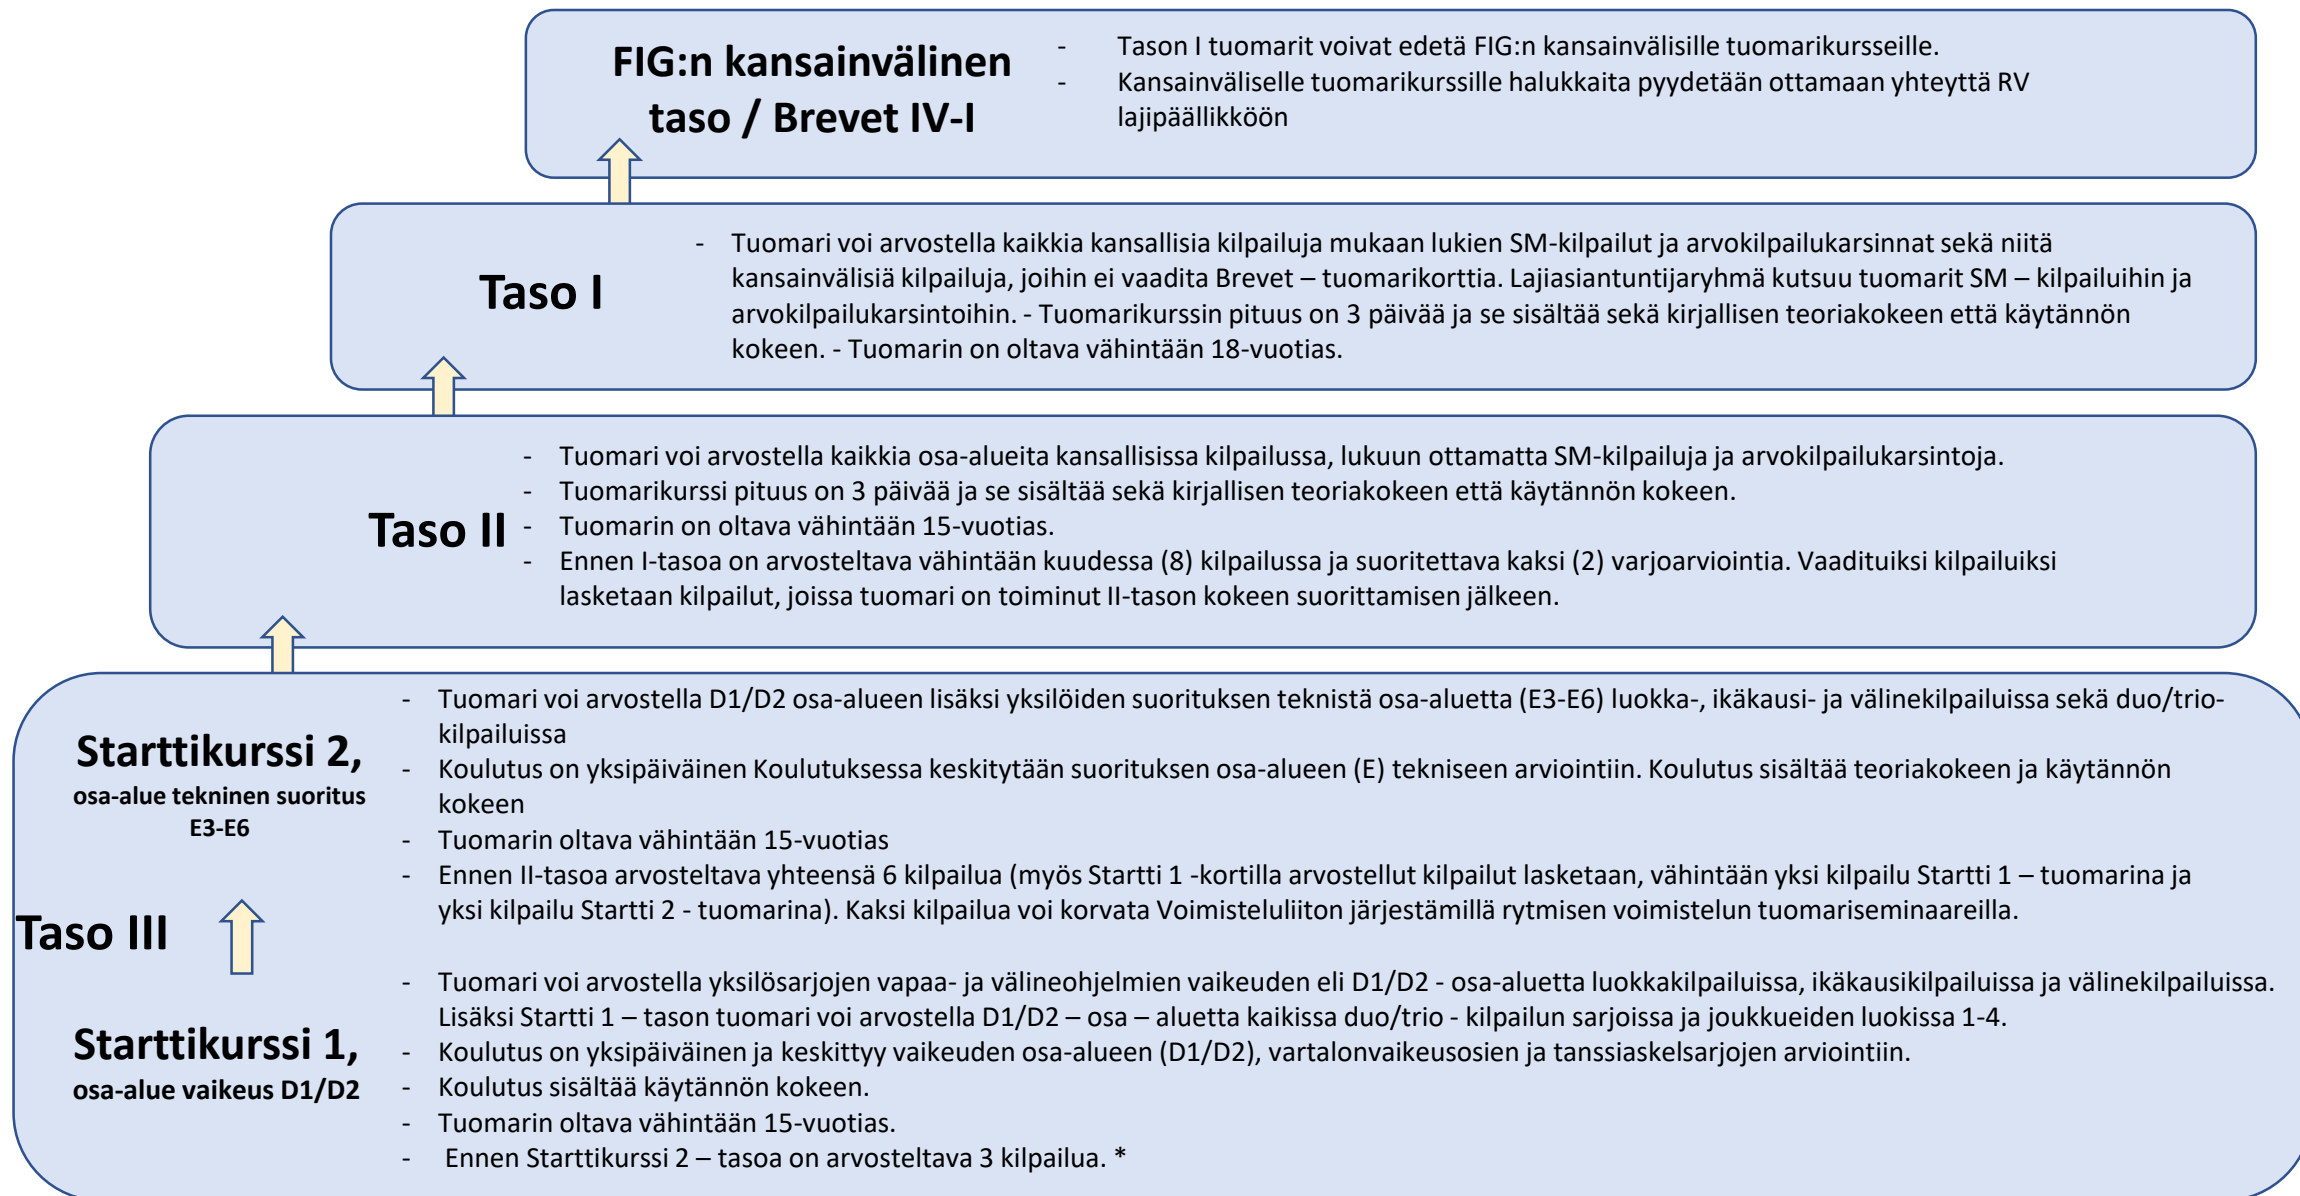 FIG:n kansainvälinen
taso / Brevet IV-I
- Tason I tuomarit voivat edetä FIG:n kansainvälisille tuomarikursseille.
- Kansainväliselle tuomarikurssille halukkaita pyydetään ottamaan yhteyttä RV
lajipäällikköön
Taso I
- Tuomari voi arvostella kaikkia kansallisia kilpailuja mukaan lukien SM-kilpailut ja arvokilpailukarsinnat sekä niitä
kansainvälisiä kilpailuja, joihin ei vaadita Brevet – tuomarikorttia. Lajiasiantuntijaryhmä kutsuu tuomarit SM – kilpailuihin ja
arvokilpailukarsintoihin. - Tuomarikurssin pituus on 3 päivää ja se sisältää sekä kirjallisen teoriakokeen että käytännön
kokeen. - Tuomarin on oltava vähintään 18-vuotias.
Taso II
- Tuomari voi arvostella kaikkia osa-alueita kansallisissa kilpailussa, lukuun ottamatta SM-kilpailuja ja arvokilpailukarsintoja.
- Tuomarikurssi pituus on 3 päivää ja se sisältää sekä kirjallisen teoriakokeen että käytännön kokeen.
- Tuomarin on oltava vähintään 15-vuotias.
- Ennen I-tasoa on arvosteltava vähintään kuudessa (8) kilpailussa ja suoritettava kaksi (2) varjoarviointia. Vaadituiksi kilpailuiksi
lasketaan kilpailut, joissa tuomari on toiminut II-tason kokeen suorittamisen jälkeen.
Starttikurssi 2,
osa-alue tekninen suoritus
E3-E6
- Tuomari voi arvostella D1/D2 osa-alueen lisäksi yksilöiden suorituksen teknistä osa-aluetta (E3-E6) luokka-, ikäkausi- ja välinekilpailuissa sekä duo/trio-
kilpailuissa
- Koulutus on yksipäiväinen Koulutuksessa keskitytään suorituksen osa-alueen (E) tekniseen arviointiin. Koulutus sisältää teoriakokeen ja käytännön
kokeen
- Tuomarin oltava vähintään 15-vuotias
- Ennen II-tasoa arvosteltava yhteensä 6 kilpailua (myös Startti 1 -kortilla arvostellut kilpailut lasketaan, vähintään yksi kilpailu Startti 1 – tuomarina ja
yksi kilpailu Startti 2 - tuomarina). Kaksi kilpailua voi korvata Voimisteluliiton järjestämillä rytmisen voimistelun tuomariseminaareilla.
Taso III
Starttikurssi 1,
osa-alue vaikeus D1/D2
- Tuomari voi arvostella yksilösarjojen vapaa- ja välineohjelmien vaikeuden eli D1/D2 - osa-aluetta luokkakilpailuissa, ikäkausikilpailuissa ja välinekilpailuissa.
Lisäksi Startti 1 – tason tuomari voi arvostella D1/D2 – osa – aluetta kaikissa duo/trio - kilpailun sarjoissa ja joukkueiden luokissa 1-4.
- Koulutus on yksipäiväinen ja keskittyy vaikeuden osa-alueen (D1/D2), vartalonvaikeusosien ja tanssiaskelsarjojen arviointiin.
- Koulutus sisältää käytännön kokeen.
- Tuomarin oltava vähintään 15-vuotias.
- Ennen Starttikurssi 2 – tasoa on arvosteltava 3 kilpailua. *